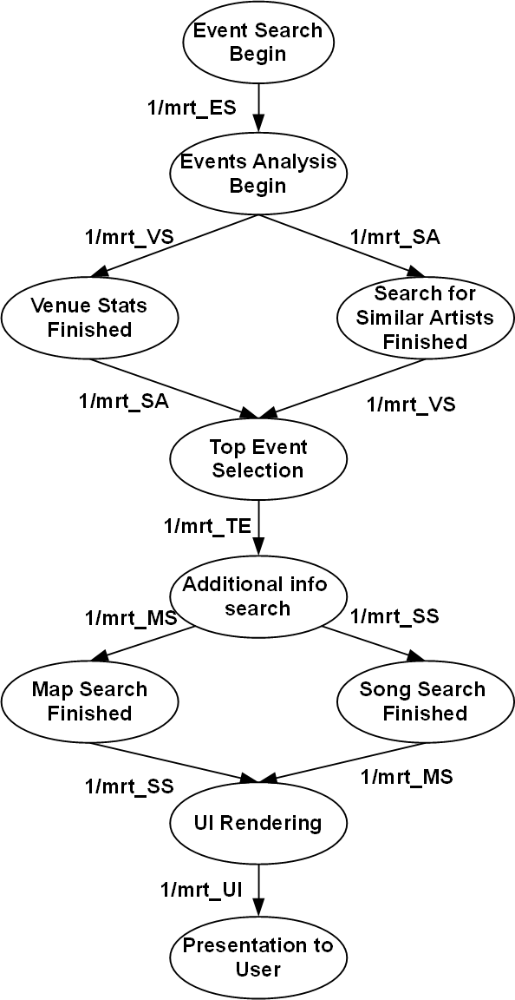 Event Search
Begin
1/mrt_ES
Events Analysis
Begin
1/mrt_VS
1/mrt_SA
Venue Stats
Finished
Search for
Similar Artists
Finished
1/mrt_SA
1/mrt_VS
Top Event
Selection
1/mrt_TE
Additional info
search
1/mrt_MS
1/mrt_SS
Map Search
Finished
Song Search
Finished
1/mrt_SS
1/mrt_MS
UI Rendering
1/mrt_UI
Presentation to
User